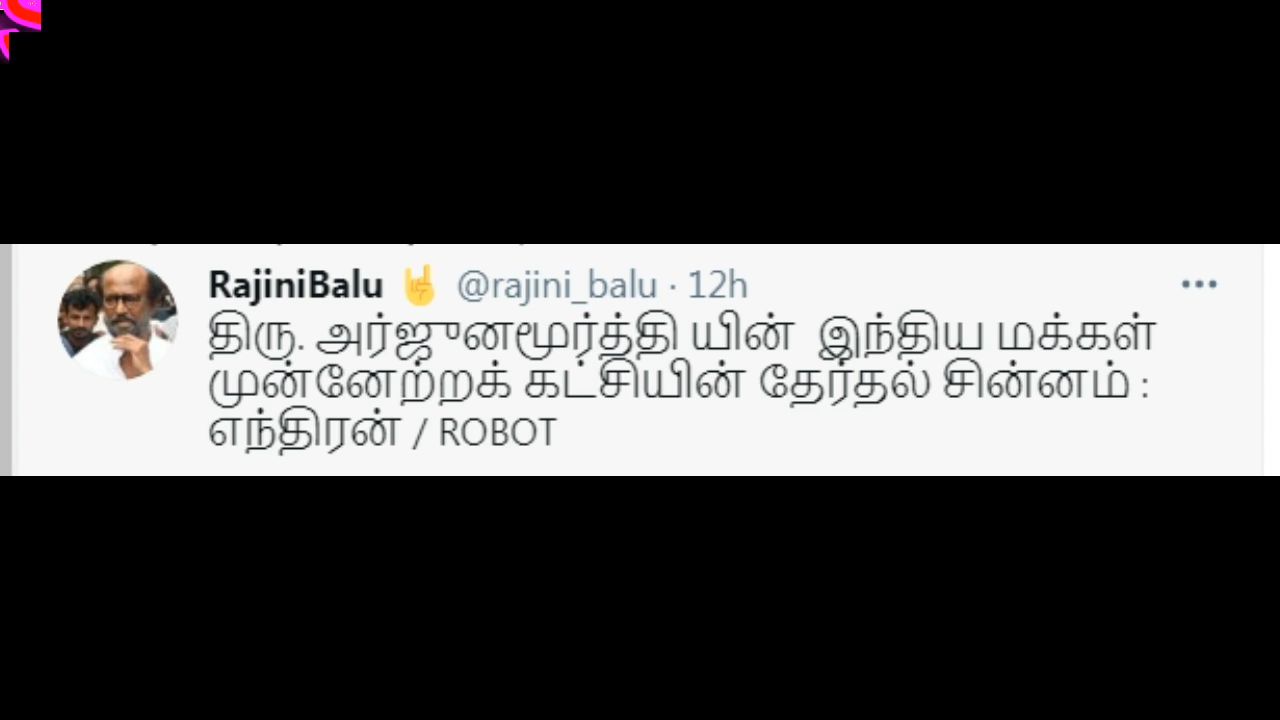 RajiniBalu 🤘 @rajini_balu · 12h
திரு. அர்ஜுனமூர்த்தி யின் இந்திய மக்கள்
முன்னேற்றக் கட்சியின் தேர்தல் சின்னம் :
எந்திரன் / ROBOT